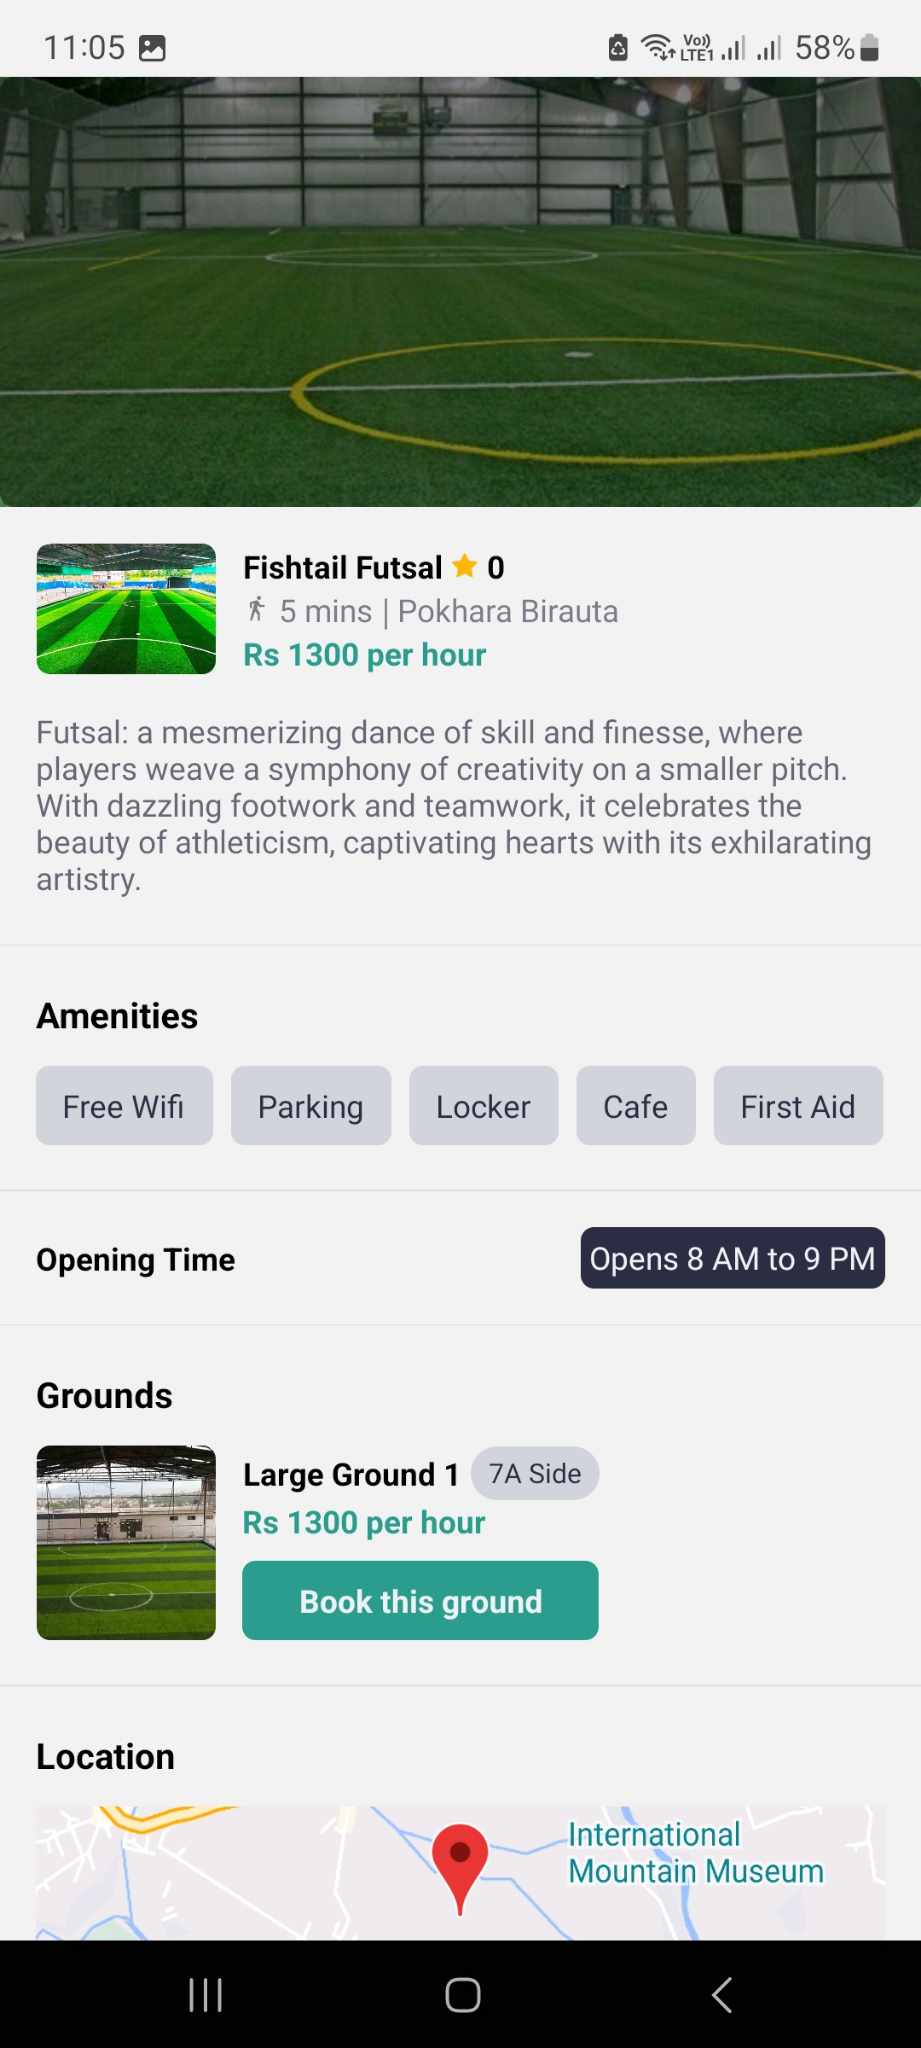 11:05
Vo)) LTE1 58%
Fishtail Futsal 0
5 mins | Pokhara Birauta
Rs 1300 per hour
Futsal: a mesmerizing dance of skill and finesse, where
players weave a symphony of creativity on a smaller pitch.
With dazzling footwork and teamwork, it celebrates the
beauty of athleticism, captivating hearts with its exhilarating
artistry.
Amenities
Free Wifi Parking Locker Cafe First Aid
Opening Time Opens 8 AM to 9 PM
Grounds
Large Ground 1 7A Side
Rs 1300 per hour
Book this ground
Location
International
Mountain Museum